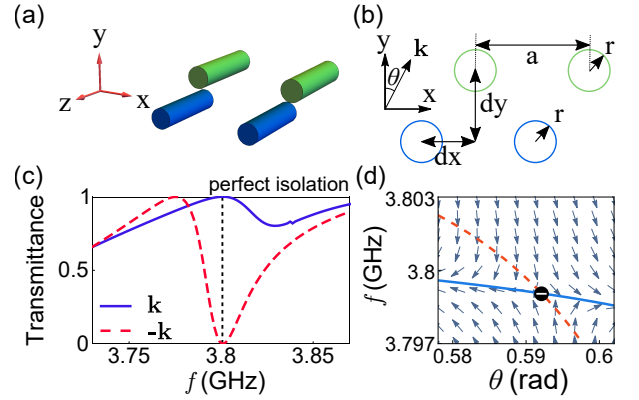 (a)
y
z
x
(b)
y
k
θ
x
a
r
dy
r
dx
(c)
perfect isolation
1
0.5
0
Transmittance
k
-k
3.75
3.8
3.85
f (GHz)
(d)
3.803
3.8
3.797
f (GHz)
0.58
0.592
0.6
θ (rad)